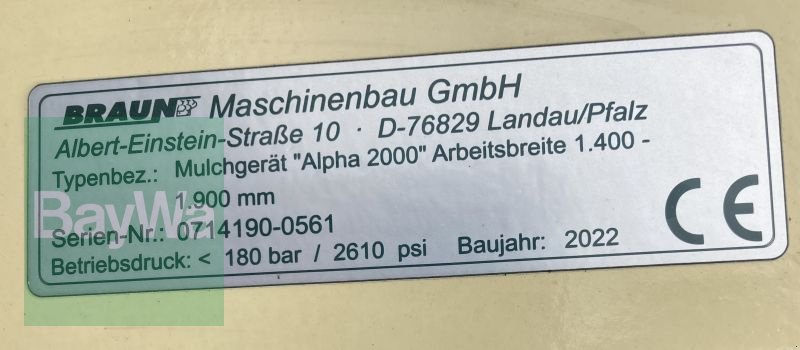 BRAUN Maschinenbau GmbH
Albert-Einstein-Straße 10 · D-76829 Landau/Pfalz
Typenbez.: Mulchgerät "Alpha 2000" Arbeitsbreite 1.400 -
1.900 mm
BayWa
Serien-Nr.: 0714190-0561
Betriebsdruck: < 180 bar / 2610 psi Baujahr: 2022
CE